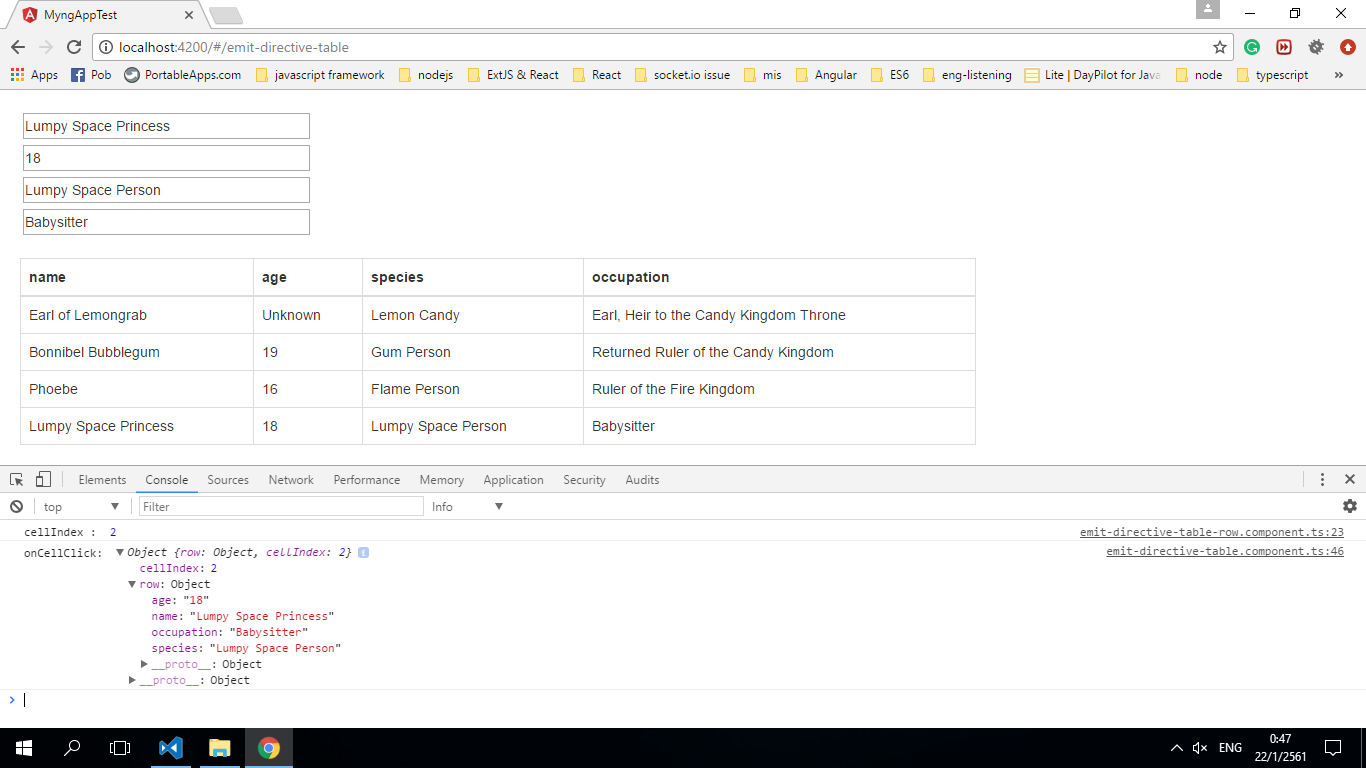 MyngAppTest
localhost:4200/#/emit-directive-table
Apps Pob PortableApps.com javascript framework nodejs ExtJS & React React socket.io issue mis Angular ES6 eng-listening Lite | DayPilot for Java node typescript »
Lumpy Space Princess
18
Lumpy Space Person
Babysitter
name age species occupation
Earl of Lemongrab Unknown Lemon Candy Earl, Heir to the Candy Kingdom Throne
Bonnibel Bubblegum 19 Gum Person Returned Ruler of the Candy Kingdom
Phoebe 16 Flame Person Ruler of the Fire Kingdom
Lumpy Space Princess 18 Lumpy Space Person Babysitter
Elements Console Sources Network Performance Memory Application Security Audits
top Filter Info
cellIndex : 2 emit-directive-table-row.component.ts:23
onCellClick: Object {row: Object, cellIndex: 2} i emit-directive-table.component.ts:46
cellIndex: 2
row: Object
age: "18"
name: "Lumpy Space Princess"
occupation: "Babysitter"
species: "Lumpy Space Person"
__proto__: Object
__proto__: Object
>
ENG 0:47
22/1/2561